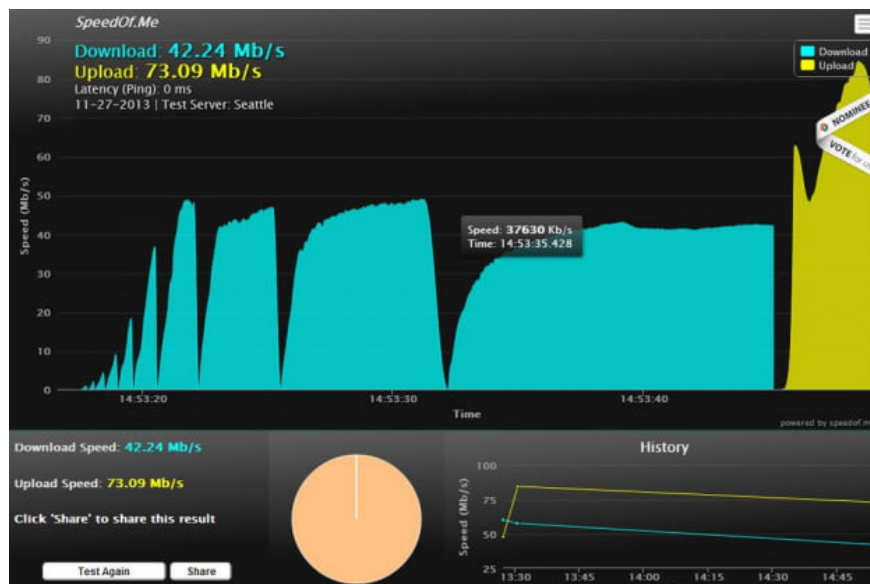 SpeedOf.Me
Download: 42.24 Mb/s
Upload: 73.09 Mb/s
Latency (Ping): 0 ms
11-27-2013 | Test Server: Seattle
Download
Upload
NOMINEE
VOTE for us
90
80
70
60
50
40
30
20
10
0
Speed (Mb/s)
Speed: 37630 Kb/s
Time: 14:53:35.428
14:53:20
14:53:30
14:53:40
Time
powered by speedof.m
Download Speed: 42.24 Mb/s
Upload Speed: 73.09 Mb/s
Click 'Share' to share this result
Test Again
Share
History
100
75
50
25
Speed (Mb/s)
13:30
13:45
14:00
14:15
14:30
14:45